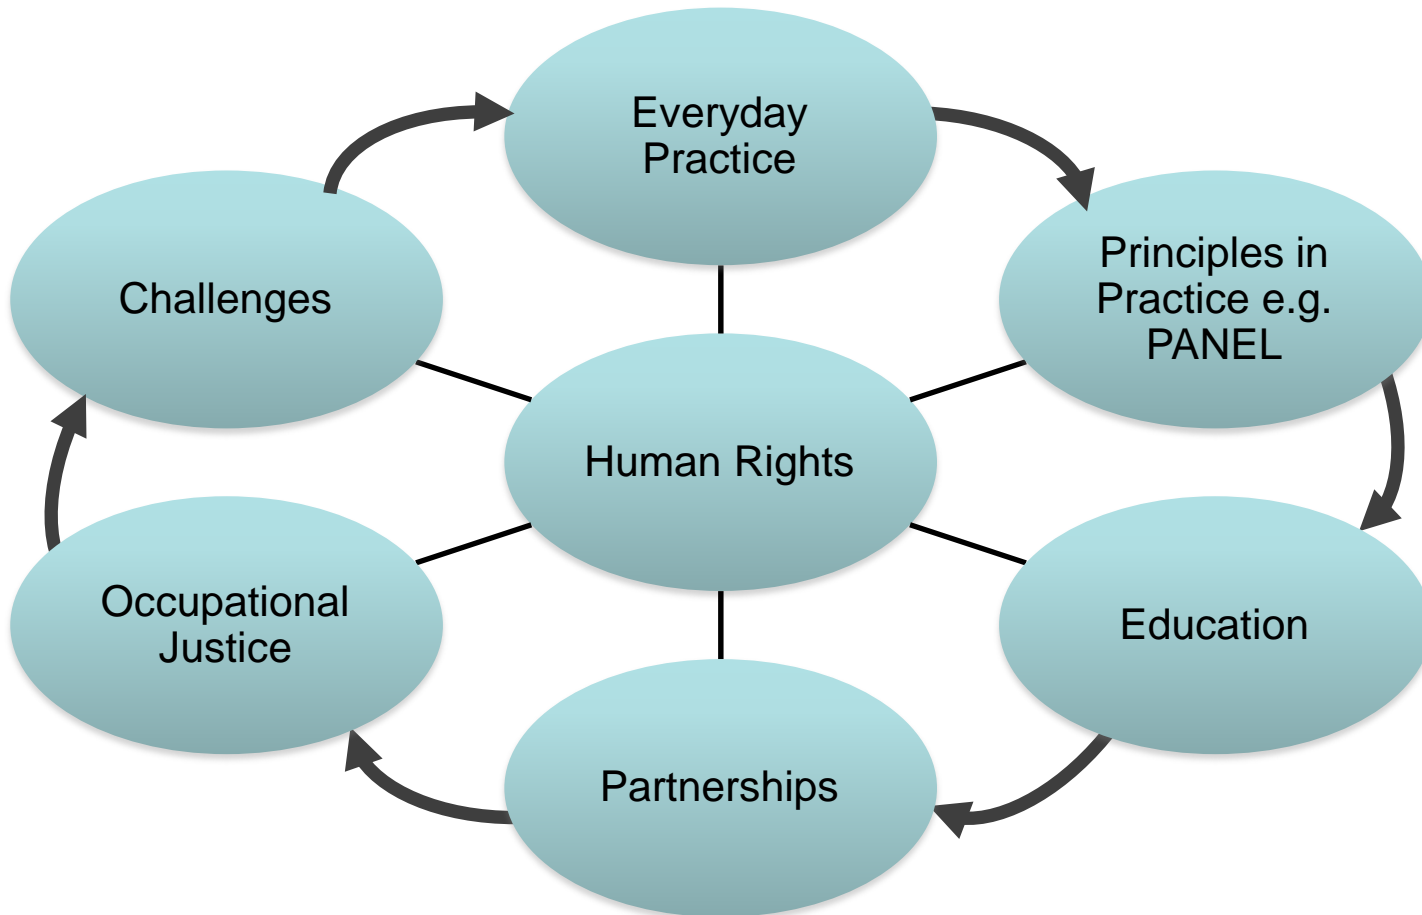 Everyday
Practice
Principles in
Practice e.g.
PANEL
Education
Partnerships
Occupational
Justice
Challenges
Human Rights